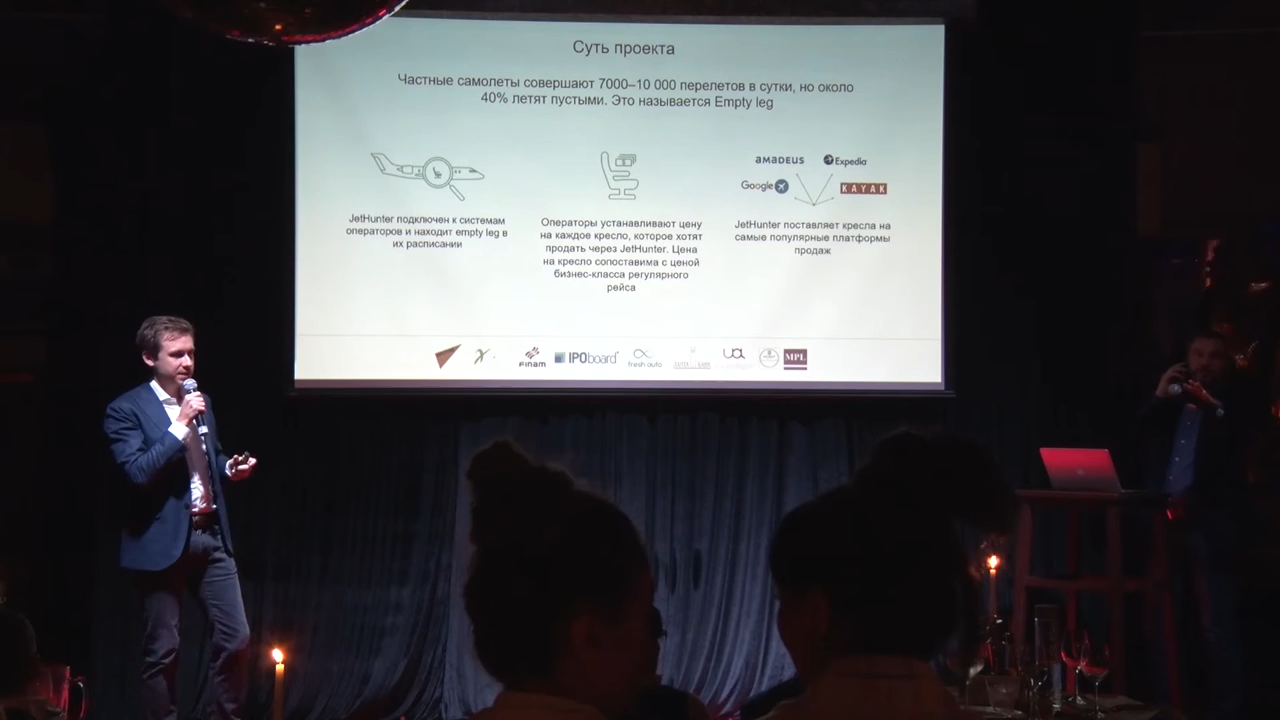 Суть проекта
Частные самолеты совершают 7000–10 000 перелетов в сутки, но около
40% летят пустыми. Это называется Empty leg
JetHunter подключен к системам
операторов и находит empty leg в
их расписании
Операторы устанавливают цену
на каждое кресло, которое хотят
продать через JetHunter. Цена
на кресло сопоставима с ценой
бизнес-класса регулярного
рейса
amadeus
Expedia
Google
KAYAK
JetHunter поставляет кресла на
самые популярные платформы
продаж
FINAM
IPOboard
fresh auto
MPL